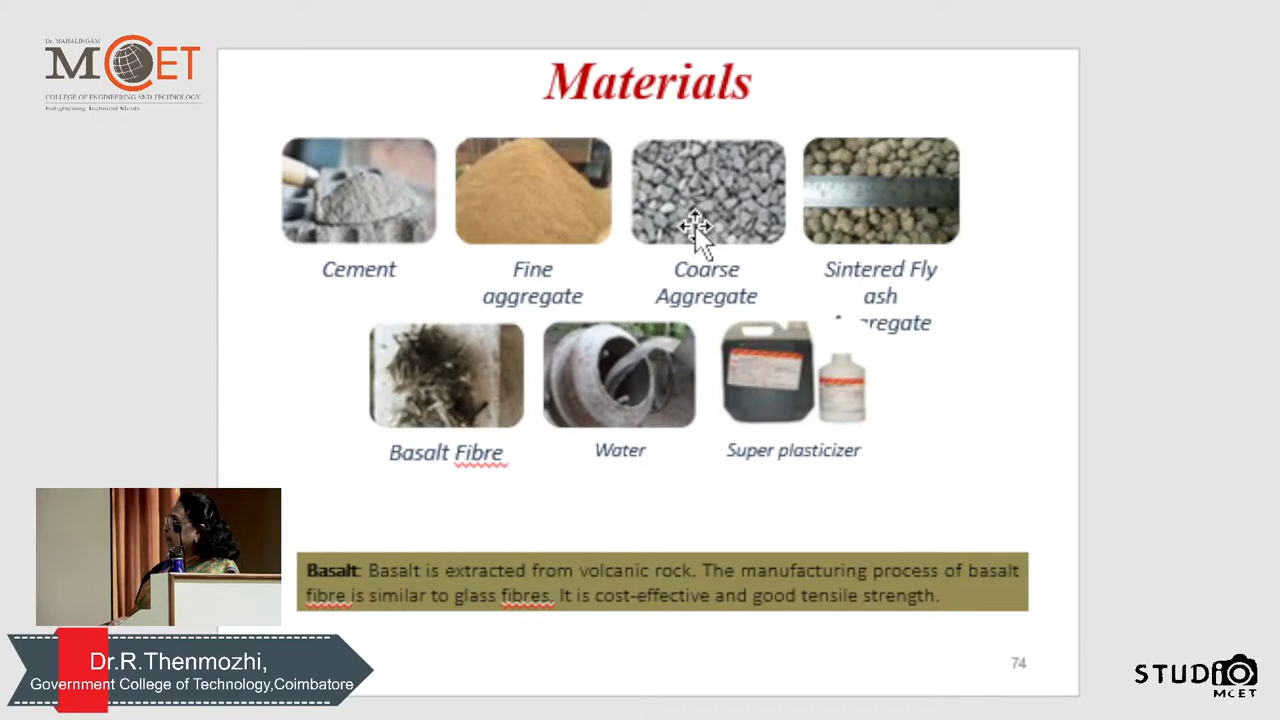 Dr. MAHALINGAM
MCET
COLLEGE OF ENGINEERING AND TECHNOLOGY
Enlightening Technical Minds
Materials
Cement
Fine
aggregate
Coarse
Aggregate
Sintered Fly
ash
Basalt Fibre
Water
Super plasticizer
Basalt: Basalt is extracted from volcanic rock. The manufacturing process of basalt
fibre is similar to glass fibres. It is cost-effective and good tensile strength.
74
Dr.R.Thenmozhi,
Government College of Technology,Coimbatore
STUDIO
MCET